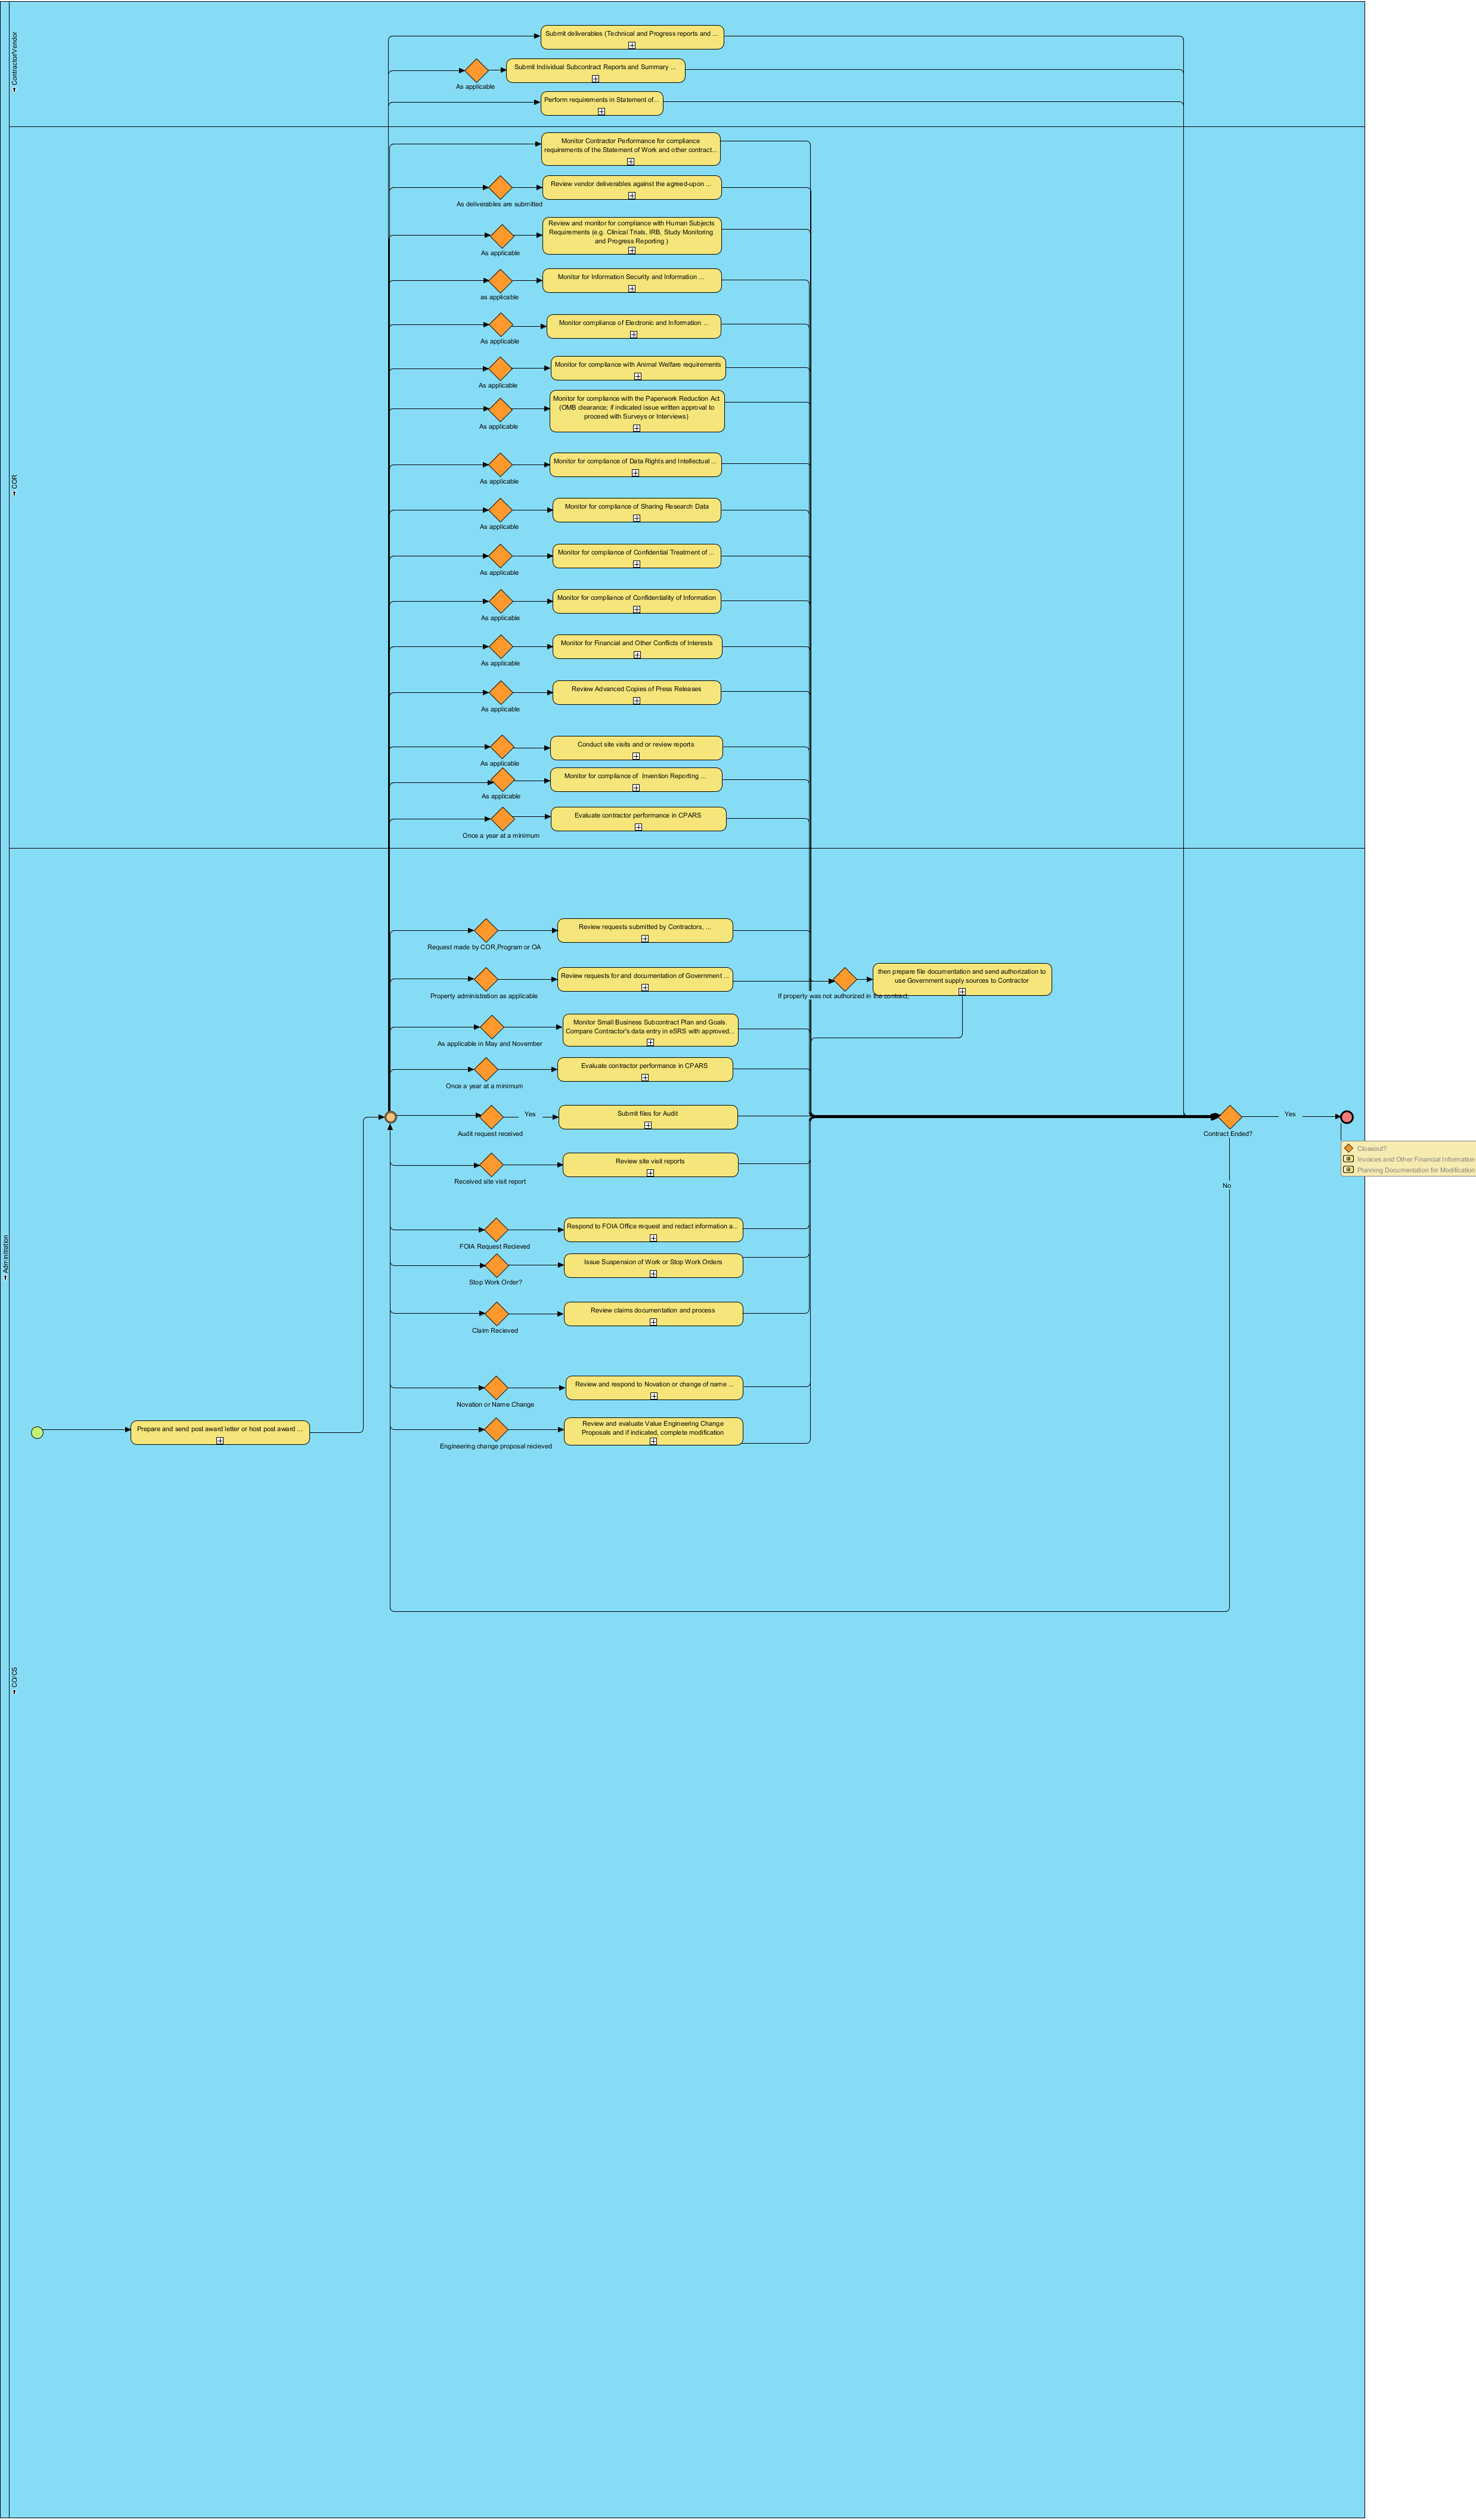 Contractor/Vendor
Submit deliverables (Technical and Progress reports and ...
Submit Individual Subcontract Reports and Summary ...
As applicable
Perform requirements in Statement of...
COR
Monitor Contractor Performance for compliance
requirements of the Statement of Work and other contract...
Review vendor deliverables against the agreed-upon ...
As deliverables are submitted
Review and monitor for compliance with Human Subjects
Requirements (e.g. Clinical Trials, IRB, Study Monitoring
and Progress Reporting )
As applicable
Monitor for Information Security and Information ...
as applicable
Monitor compliance of Electronic and Information ...
As applicable
Monitor for compliance with Animal Welfare requirements
As applicable
Monitor for compliance with the Paperwork Reduction Act
(OMB clearance; if indicated issue written approval to
proceed with Surveys or Interviews)
As applicable
Monitor for compliance of Data Rights and Intellectual ...
As applicable
Monitor for compliance of Sharing Research Data
As applicable
Monitor for compliance of Confidential Treatment of ...
As applicable
Monitor for compliance of Confidentiality of Information
As applicable
Monitor for Financial and Other Conflicts of Interests
As applicable
Review Advanced Copies of Press Releases
As applicable
Conduct site visits and or review reports
As applicable
Monitor for compliance of Invention Reporting ...
As applicable
Evaluate contractor performance in CPARS
Once a year at a minimum
Adminitration
CO/CS
Review requests submitted by Contractors, ...
Request made by COR,Program or OA
Review requests for and documentation of Government ...
Property administration as applicable
If property was not authorized in the contract,
then prepare file documentation and send authorization to
use Government supply sources to Contractor
Monitor Small Business Subcontract Plan and Goals.
Compare Contractor's data entry in eSRS with approved...
As applicable in May and November
Evaluate contractor performance in CPARS
Once a year at a minimum
Yes
Submit files for Audit
Audit request received
Yes
Contract Ended?
Closeout?
Invoices and Other Financial Information
Planning Documentation for Modification
No
Review site visit reports
Received site visit report
Respond to FOIA Office request and redact information a...
FOIA Request Recieved
Issue Suspension of Work or Stop Work Orders
Stop Work Order?
Review claims documentation and process
Claim Recieved
Review and respond to Novation or change of name ...
Novation or Name Change
Prepare and send post award letter or host post award ...
Review and evaluate Value Engineering Change
Proposals and if indicated, complete modification
Engineering change proposal recieved